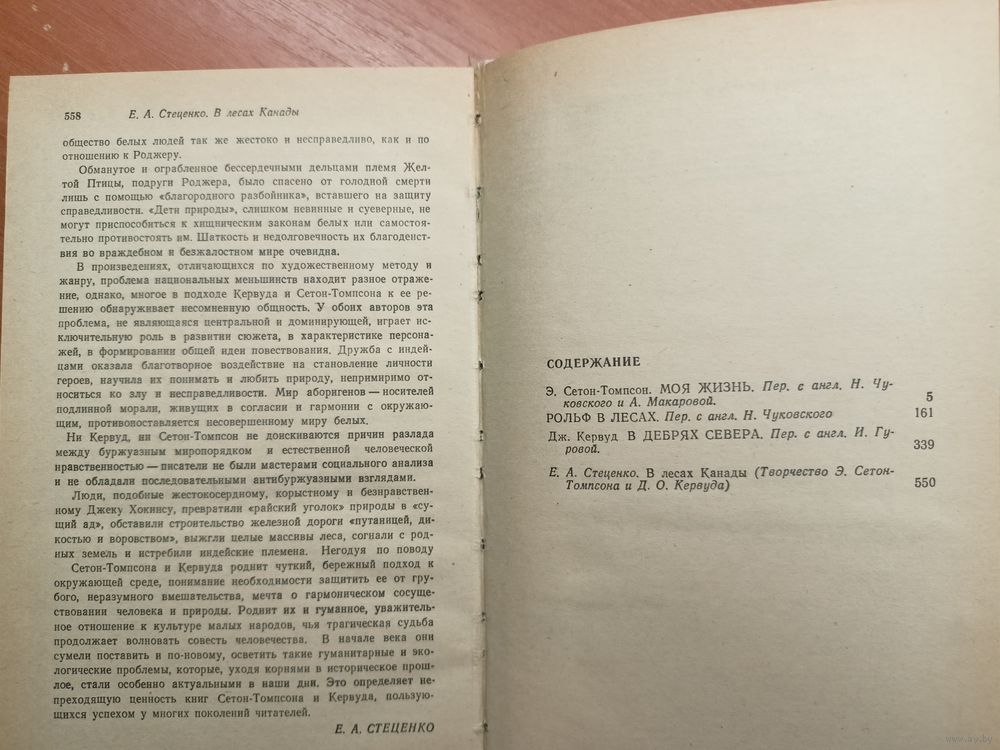 558
Е. А. Стеценко. В лесах Канады
общество белых людей так же жестоко и несправедливо, как и по
отношению к Роджеру.
Обманутое и ограбленное бессердечными дельцами племя Жел-
той Птицы, подруги Роджера, было спасено от голодной смерти
лишь с помощью «благородного разбойника», вставшего на защиту
справедливости. «Дети природы», слишком невинные и суеверные, не
могут приспособиться к хищническим законам белых или самостоя-
тельно противостоять им. Шаткость и недолговечность их благоденст-
вия во враждебном и безжалостном мире очевидна.
В произведениях, отличающихся по художественному методу и
жанру, проблема национальных меньшинств находит разное отраже-
ние, однако, многое в подходе Кервуда и Сетон-Томпсона к ее ре-
шению обнаруживает несомненную общность. У обоих авторов эта
проблема, не являющаяся центральной и доминирующей, играет ис-
ключительную роль в развитии сюжета, в характеристике персона-
жей, в формировании общей идеи повествования. Дружба с индей-
цами оказала благотворное воздействие на становление личности
героев, научила их понимать и любить природу, непримиримо от-
носиться ко злу и несправедливости. Мир аборигенов — носителей
подлинной морали, живущих в согласии и гармонии с окружаю-
щим, противопоставляется несовершенному миру белых.
Ни Кервуд, ни Сетон-Томпсон не доискиваются причин разлада
между буржуазным миропорядком и естественной человеческой
нравственностью — писатели не были мастерами социального анализа
и не обладали последовательными антибуржуазными взглядами.
Люди, подобные жестокосердному, корыстному и безнравствен-
ному Джеку Хокинсу, превратили «райский уголок» природы в «су-
щий ад», обставили строительство железной дороги «путаницей, ди-
костью и воровством», выжгли целые массивы леса, согнали с род-
ных земель и истребили индейские племена. Негодуя по поводу
Сетон-Томпсона и Кервуда роднит чуткий, бережный подход к
окружающей среде, понимание необходимости защитить ее от гру-
бого, неразумного вмешательства, мечта о гармоническом сосуще-
ствовании человека и природы. Роднит их и гуманное, уважитель-
ное отношение к культуре малых народов, чья трагическая судьба
продолжает волновать совесть человечества. В начале века они
сумели поставить и по-новому, осветить такие гуманитарные и эко-
логические проблемы, которые, уходя корнями в историческое прош-
лое, стали особенно актуальными в наши дни. Это определяет не-
преходящую ценность книг Сетон-Томпсона и Кервуда, пользую-
щихся успехом у многих поколений читателей.
Е. А. СТЕЦЕНКО
СОДЕРЖАНИЕ
Э. Сетон-Томпсон. МОЯ ЖИЗНЬ. Пер. с англ. Н. Чу-
ковского и А. Макаровой. 5
РОЛЬФ В ЛЕСАХ. Пер. с англ. Н. Чуковского 161
Дж. Кервуд В ДЕБРЯХ СЕВЕРА. Пер. с англ. И. Гу-
ровой. 339
Е. А. Стеценко. В лесах Канады (Творчество Э. Сетон-
Томпсона и Д. О. Кервуда) 550
www.ay.by